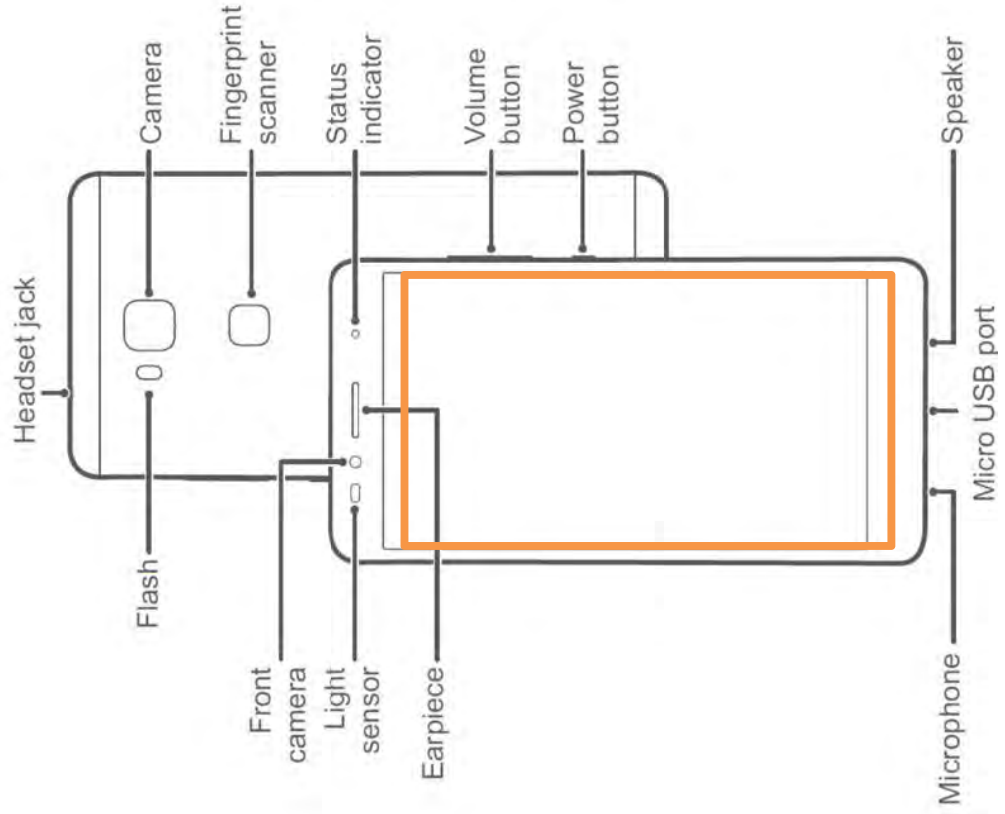 Headset jack
Camera
Fingerprint
scanner
Flash
Status
indicator
Front
camera
Light
sensor
Earpiece
Volume
button
Power
button
Microphone
Micro USB port
Speaker